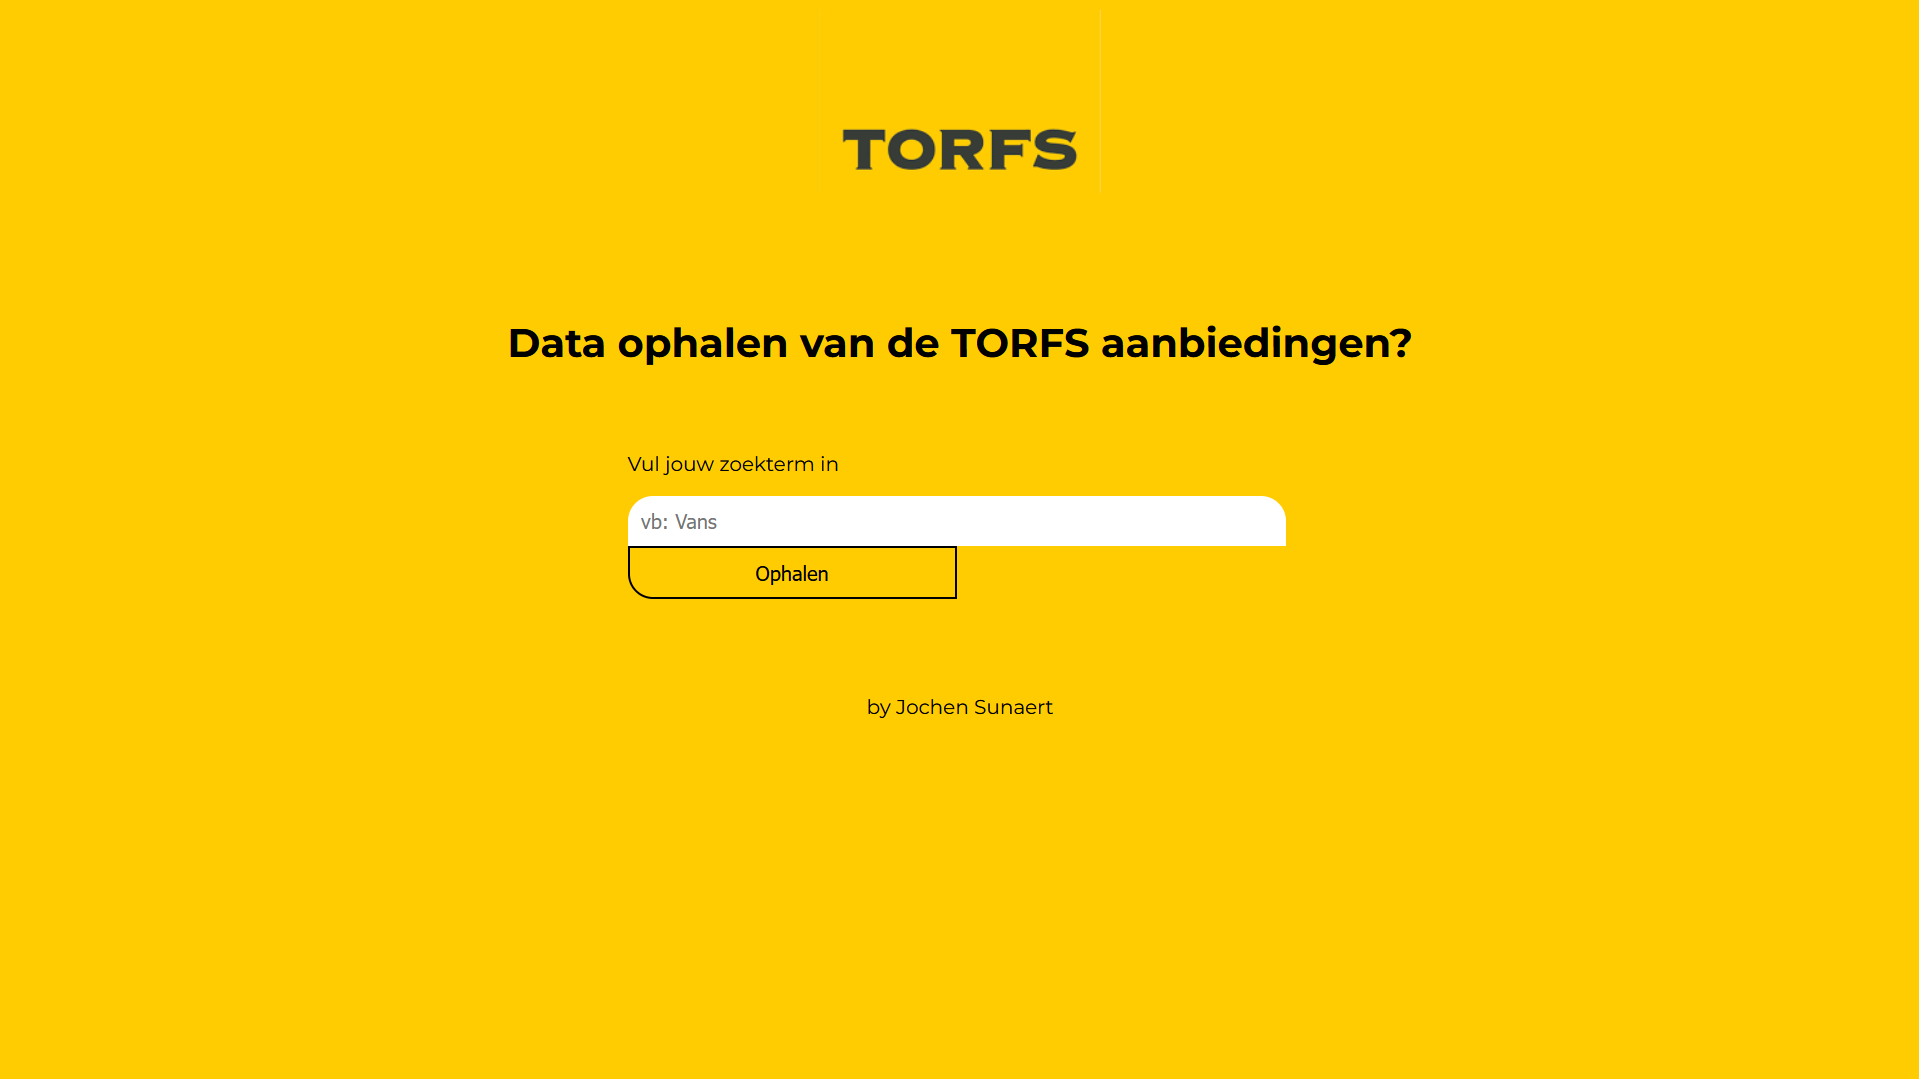 TORFS
Data ophalen van de TORFS aanbiedingen?
Vul jouw zoekterm in
vb: Vans
Ophalen
by Jochen Sunaert